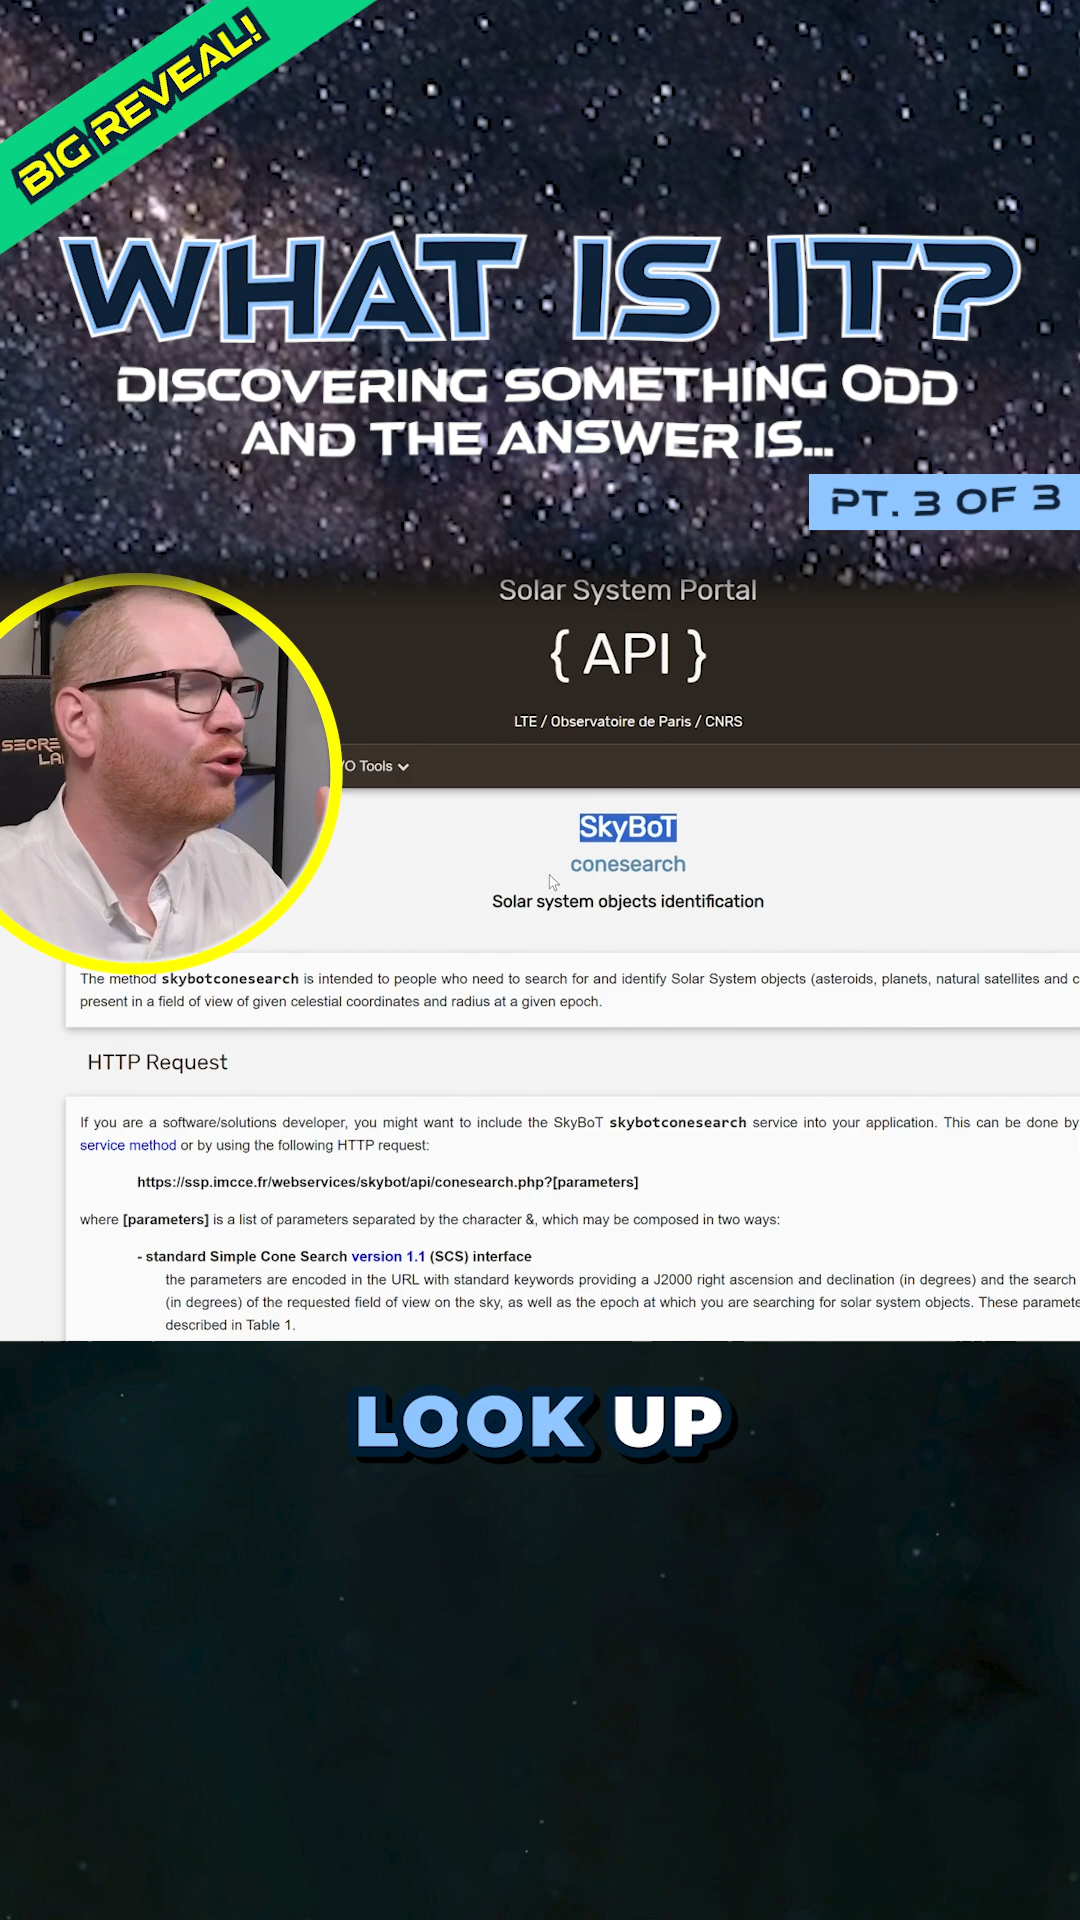 BIG REVEAL!
WHAT IS IT?
DISCOVERING SOMETHING ODD
AND THE ANSWER IS...
PT. 3 OF 3
Solar System Portal
{ API }
LTE / Observatoire de Paris / CNRS
SECRE
LA
/O Tools
SkyBoT
conesearch
Solar system objects identification
The method skybotconesearch is intended to people who need to search for and identify Solar System objects (asteroids, planets, natural satellites and c
present in a field of view of given celestial coordinates and radius at a given epoch.
HTTP Request
If you are a software/solutions developer, you might want to include the SkyBoT skybotconesearch service into your application. This can be done by
service method or by using the following HTTP request:
https://ssp.imcce.fr/webservices/skybot/api/conesearch.php?[parameters]
where [parameters] is a list of parameters separated by the character &, which may be composed in two ways:
- standard Simple Cone Search version 1.1 (SCS) interface
the parameters are encoded in the URL with standard keywords providing a J2000 right ascension and declination (in degrees) and the search
(in degrees) of the requested field of view on the sky, as well as the epoch at which you are searching for solar system objects. These paramete
described in Table 1.
LOOK UP